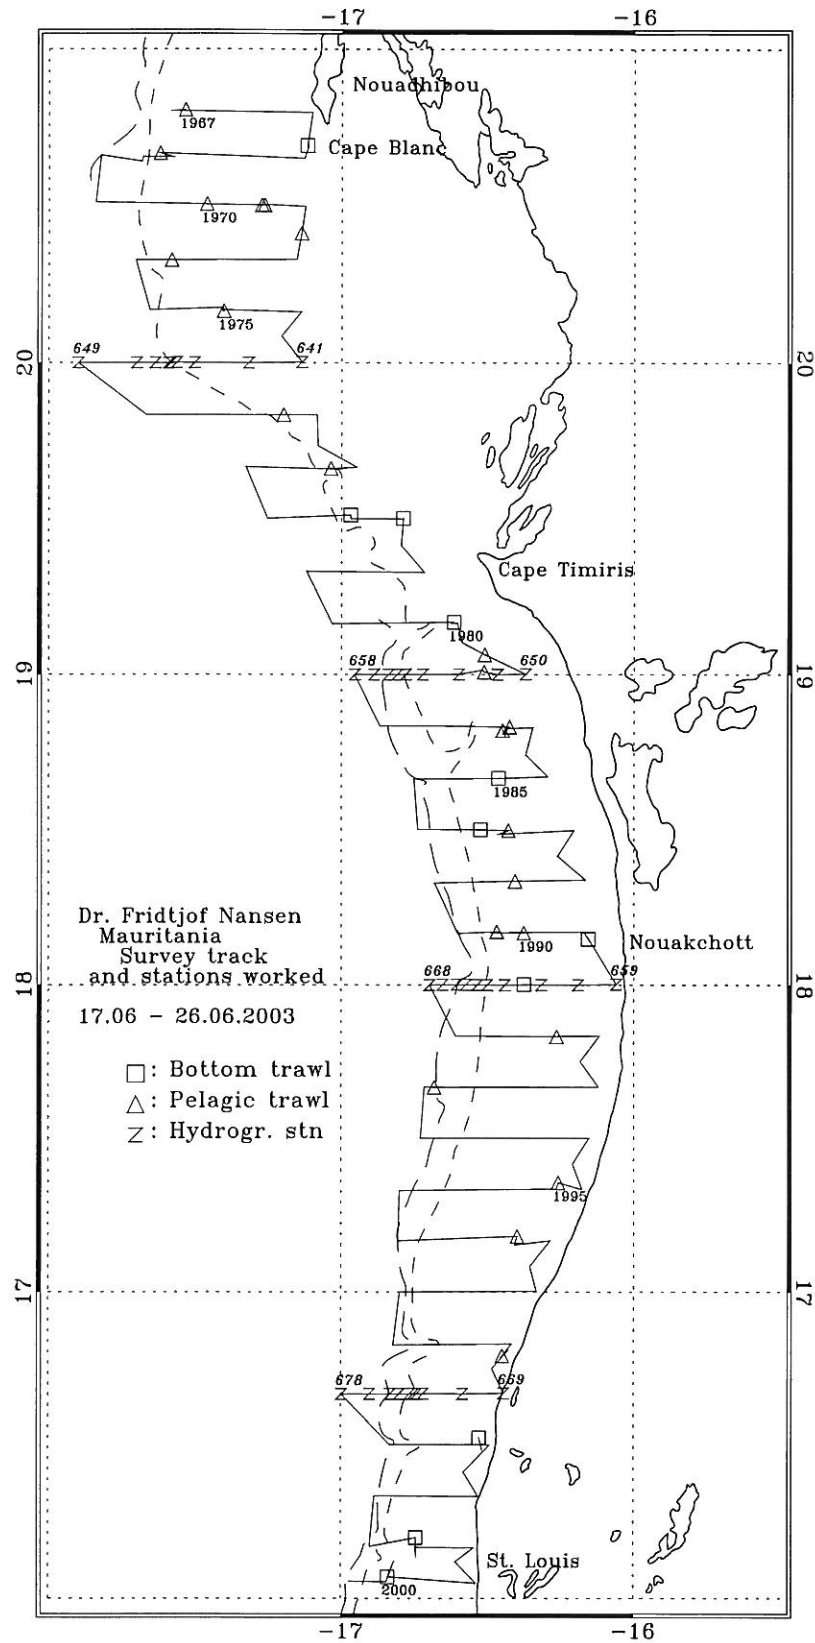 -17
-16
Nouadhibou
1967
Cape Blanc
1970
1975
649
641
20
20
Cape Timiris
1980
658
650
19
19
1985
Dr. Fridtjof Nansen
Mauritania
Survey track
and stations worked
17.06 - 26.06.2003
1990
Nouakchott
668
659
18
18
□: Bottom trawl
△: Pelagic trawl
Z: Hydrogr. stn
1995
17
17
678
669
St. Louis
2000
-17
-16